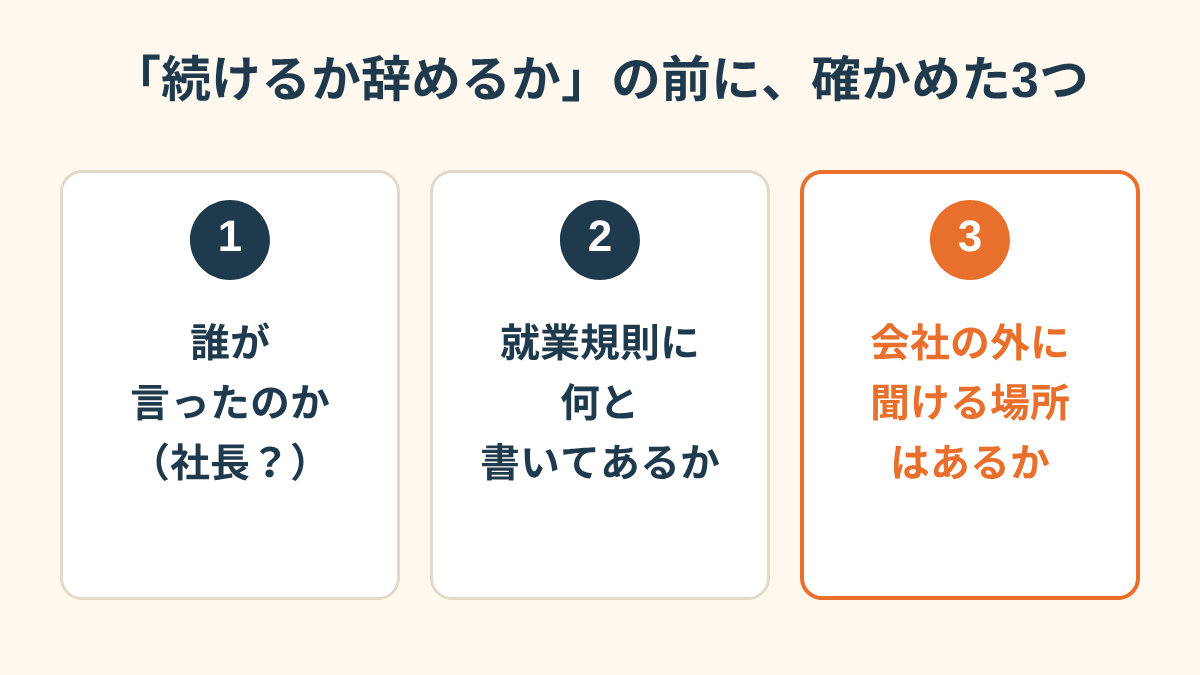 「続けるか辞めるか」の前に、確かめた3つ
1
誰が
言ったのか
（社長？）
2
就業規則に
何と
書いてあるか
3
会社の外に
聞ける場所
はあるか